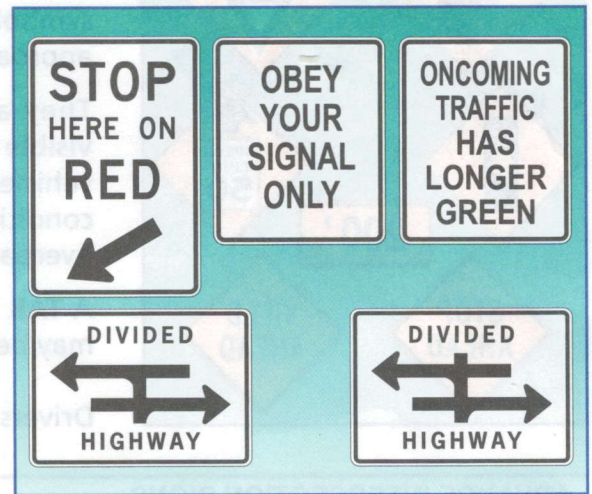 STOP
HERE ON
RED
OBEY
YOUR
SIGNAL
ONLY
ONCOMING
TRAFFIC
HAS
LONGER
GREEN
DIVIDED
HIGHWAY
DIVIDED
HIGHWAY